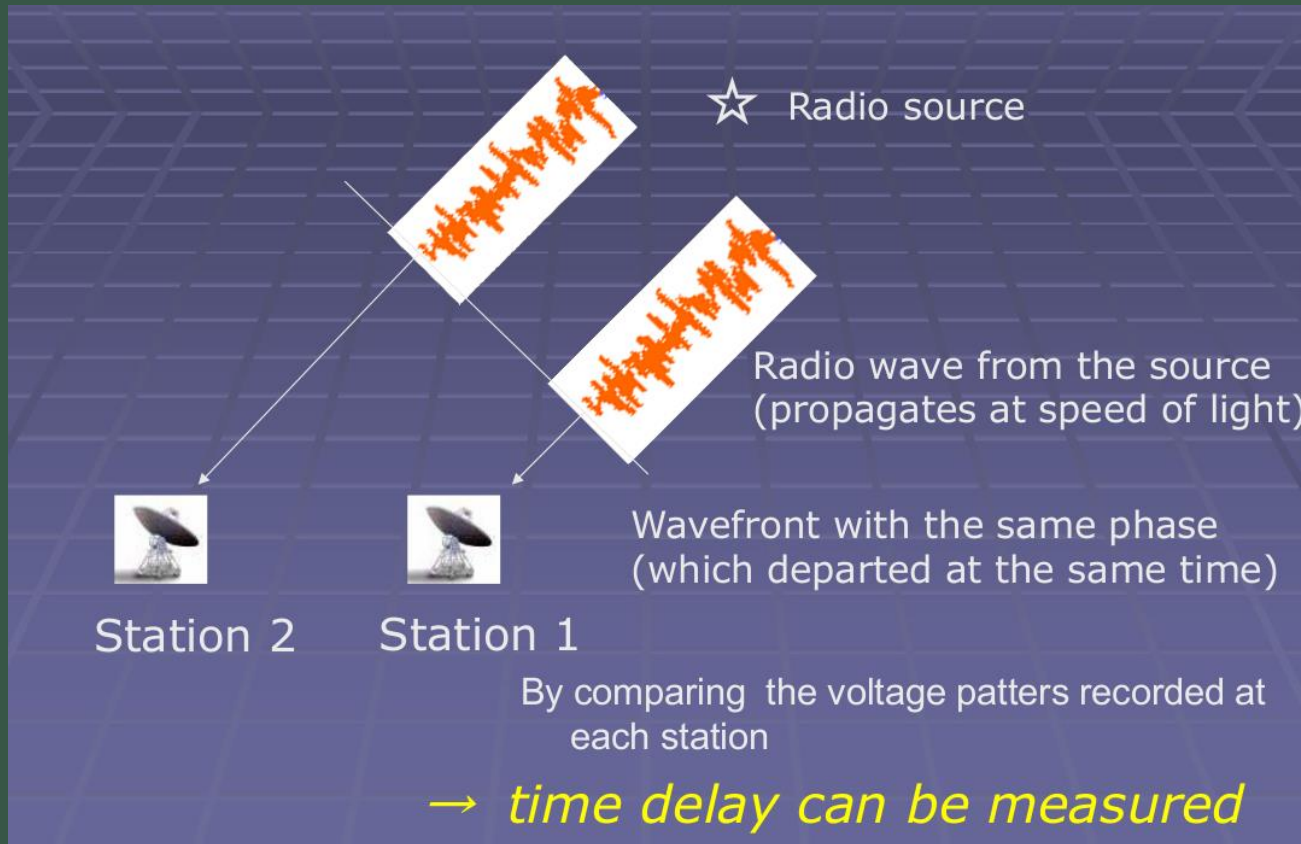 ☆ Radio source
Radio wave from the source
(propagates at speed of light)
Wavefront with the same phase
(which departed at the same time)
Station 2
Station 1
By comparing the voltage patters recorded at
each station
→ time delay can be measured